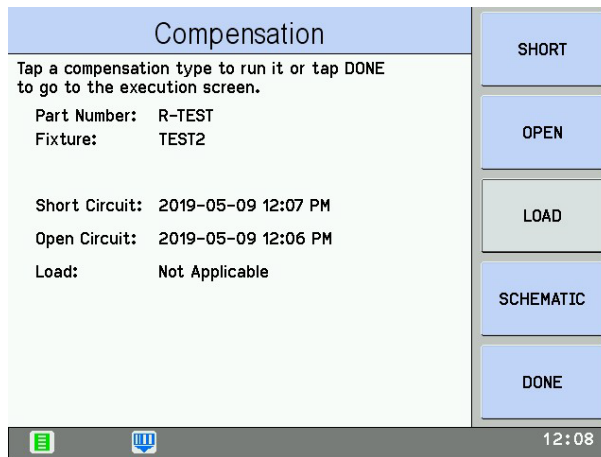 Compensation
Tap a compensation type to run it or tap DONE
to go to the execution screen.
Part Number: R-TEST
Fixture: TEST2
Short Circuit: 2019-05-09 12:07 PM
Open Circuit: 2019-05-09 12:06 PM
Load: Not Applicable
SHORT
OPEN
LOAD
SCHEMATIC
DONE
12:08